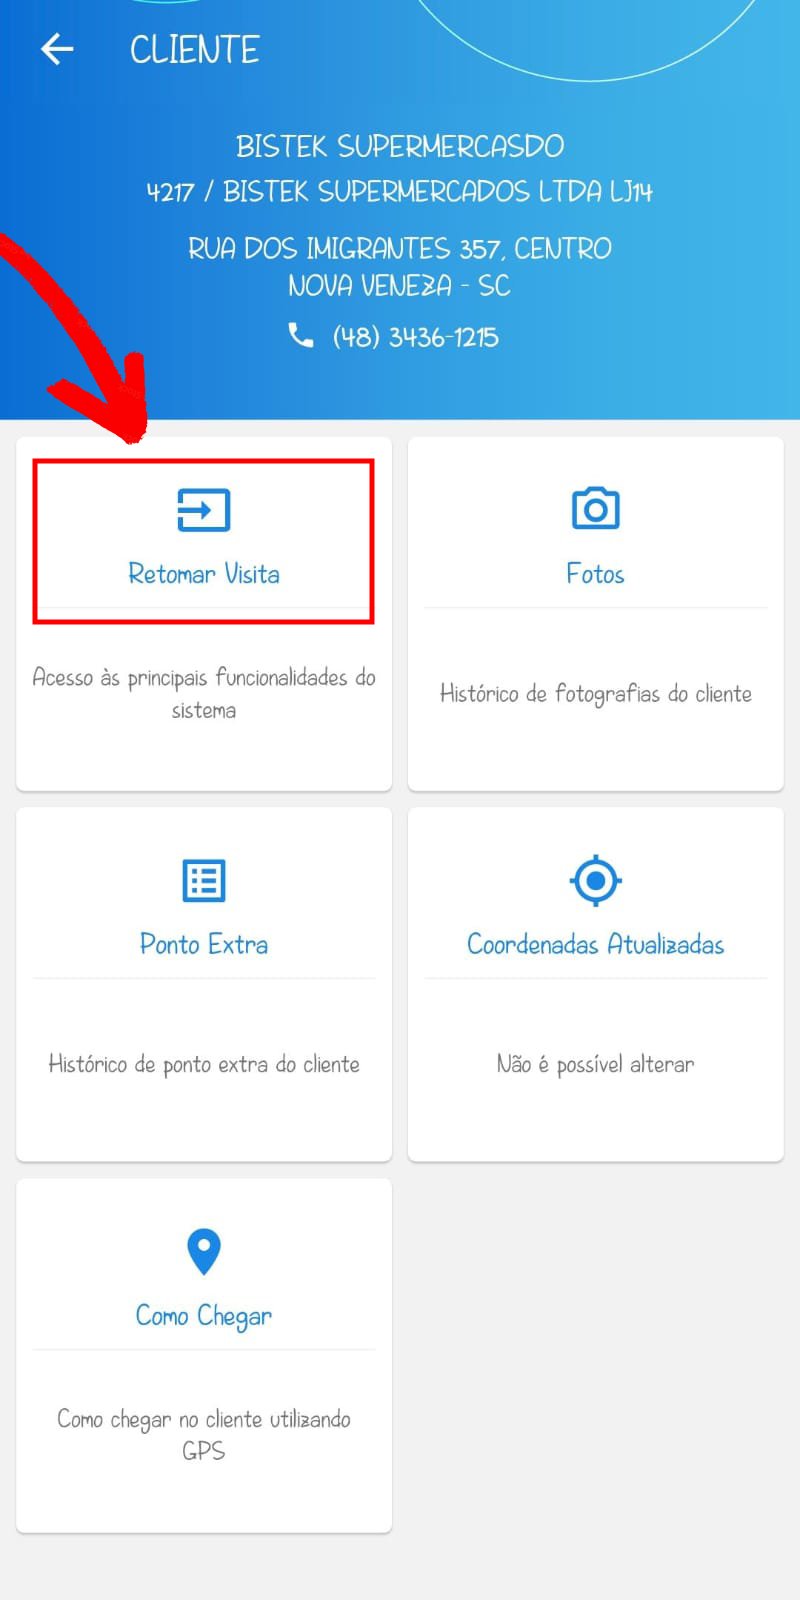 CLIENTE
BISTEK SUPERMERCASDO
4217 / BISTEK SUPERMERCADOS LTDA LJ14
RUA DOS IMIGRANTES 357, CENTRO
NOVA VENEZA - SC
(48) 3436-1215
Retomar Visita
Acesso às principais funcionalidades do
sistema
Fotos
Histórico de fotografias do cliente
Ponto Extra
Histórico de ponto extra do cliente
Coordenadas Atualizadas
Não é possível alterar
Como Chegar
Como chegar no cliente utilizando
GPS